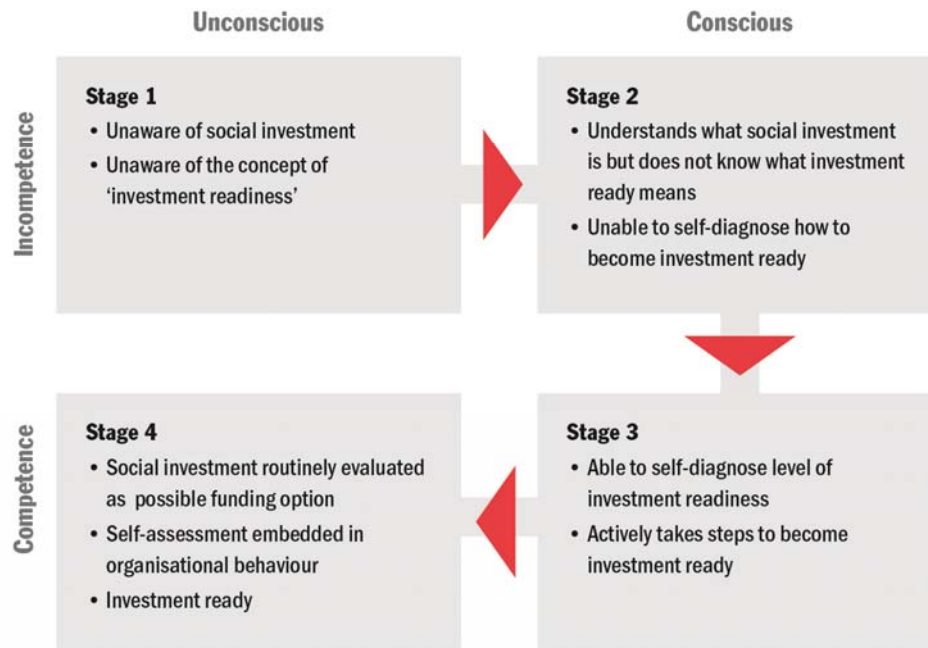 Unconscious
Conscious
Incompetence
Stage 1
• Unaware of social investment
• Unaware of the concept of
‘investment readiness’
Stage 2
• Understands what social investment
is but does not know what investment
ready means
• Unable to self-diagnose how to
become investment ready
Competence
Stage 4
• Social investment routinely evaluated
as possible funding option
• Self-assessment embedded in
organisational behaviour
• Investment ready
Stage 3
• Able to self-diagnose level of
investment readiness
• Actively takes steps to become
investment ready